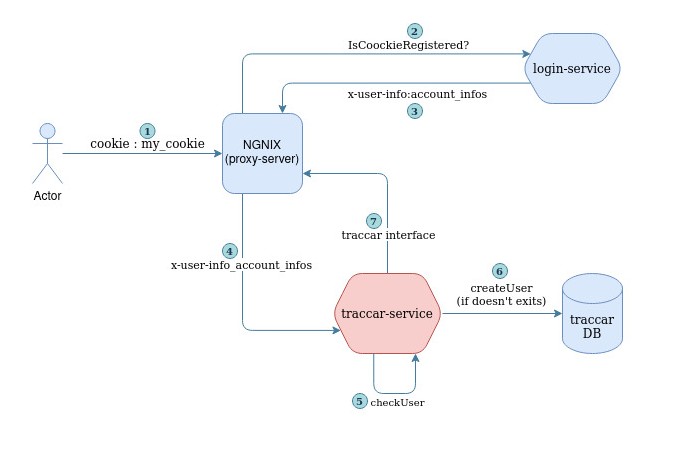 2
IsCoockieRegistered?
login-service
x-user-info:account_infos
3
1
cookie : my_cookie
NGNIX
(proxy-server)
Actor
7
traccar interface
4
x-user-info_account_infos
6
createUser
(if doesn't exits)
traccar-service
traccar
DB
5 checkUser